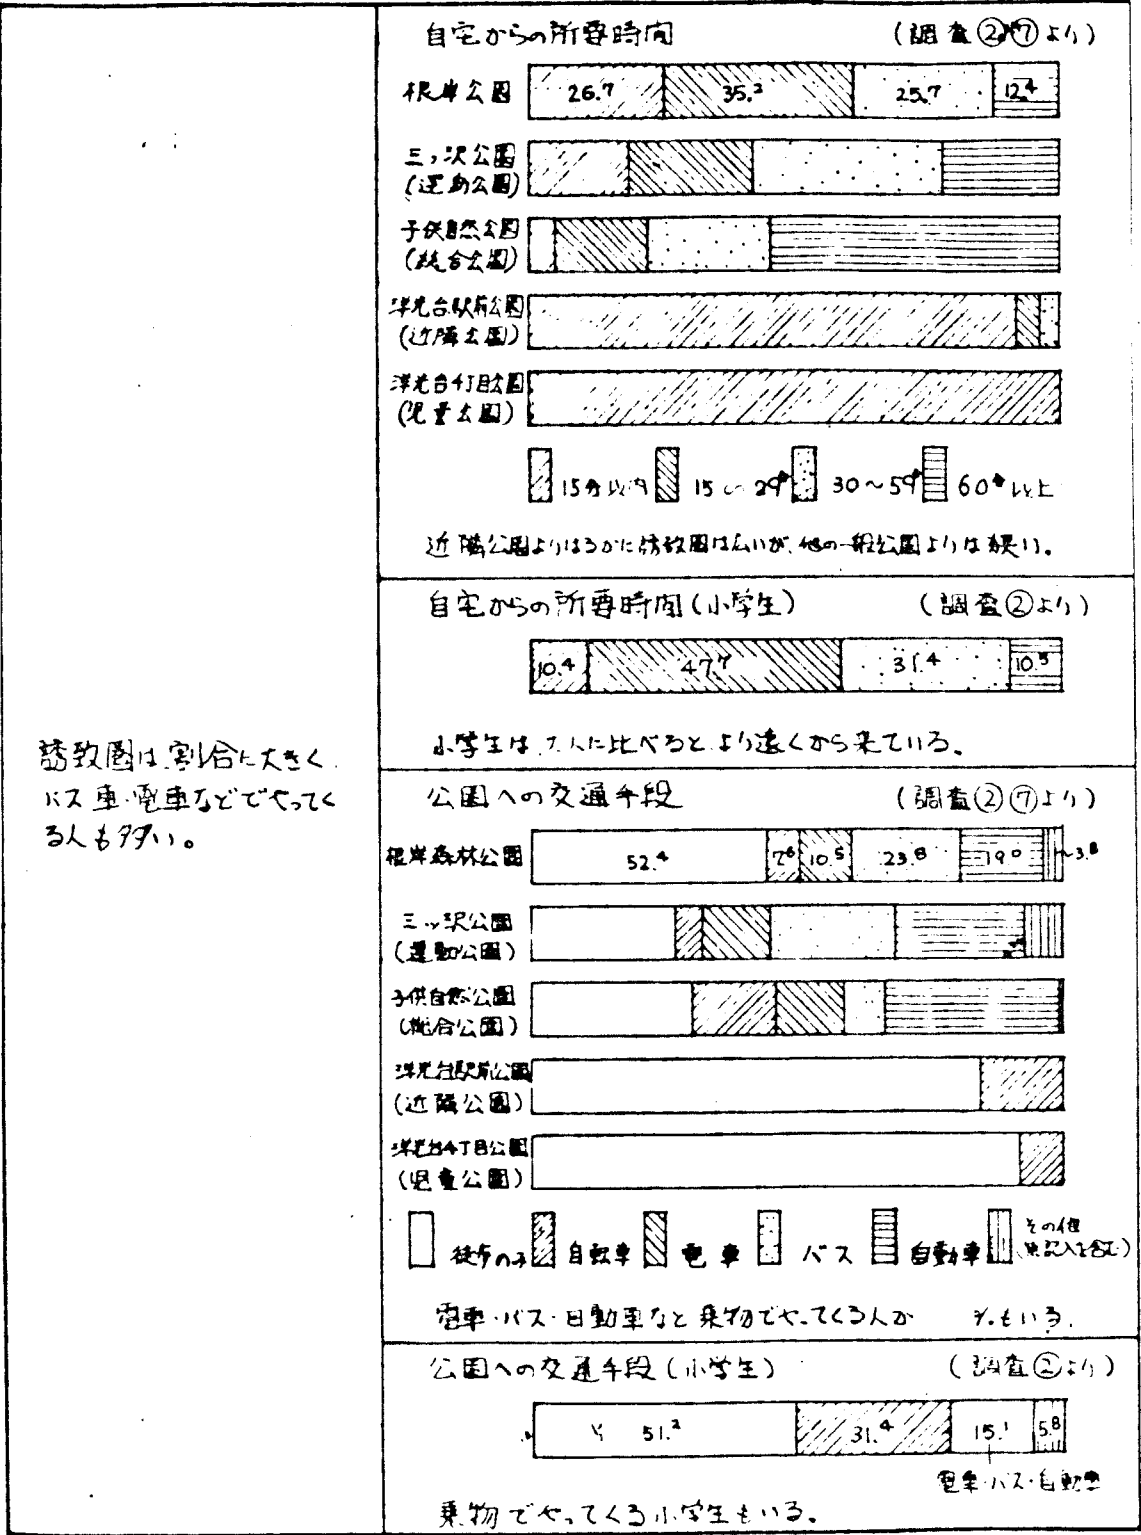 誘致圏は割合に大きく
バス・車・電車などでやってく
る人も多い。
自宅からの所要時間 (調査②⑦より)
根岸公園 26.7 35.2 25.7 12.4
三ッ沢公園
(運動公園)
子供自然公園
(総合公園)
洋光台駅前公園
(近隣公園)
洋光台4丁目公園
(児童公園)
15分以内 15〜29分 30〜59分 60分以上
近隣公園よりはるかに誘致圏は広いが、他の一般公園よりは狭い。
自宅からの所要時間(小学生) (調査②より)
10.4 47.7 31.4 10.5
小学生は大人に比べると、より遠くから来ている。
公園への交通手段 (調査②⑦より)
根岸森林公園 52.4 7.6 10.5 23.8 19.0 3.8
三ッ沢公園
(運動公園)
子供自然公園
(総合公園)
洋光台駅前公園
(近隣公園)
洋光台4丁目公園
(児童公園)
徒歩のみ 自転車 電車 バス 自動車 その他
(無記入を含む)
電車・バス・自動車など乗物でやってくる人が もいる。
公園への交通手段(小学生) (調査②より)
51.2 31.4 15.1 5.8
電車・バス・自動車
乗物でやってくる小学生もいる。